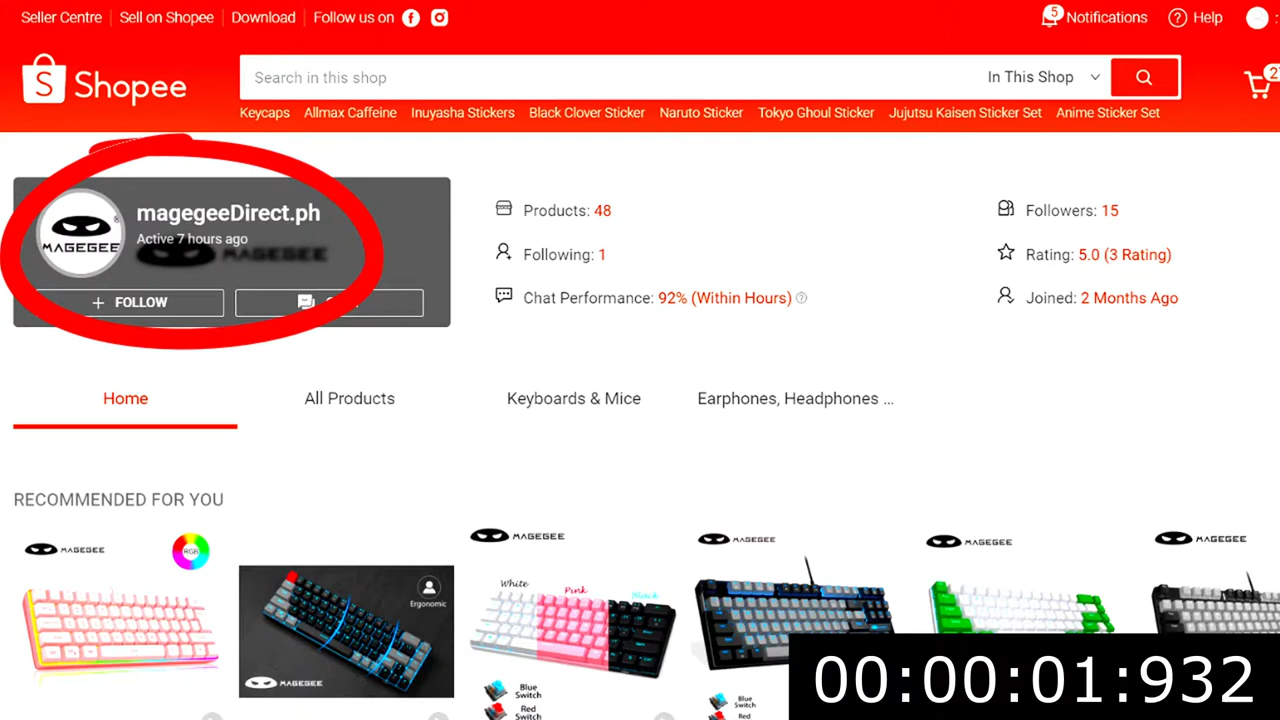 Seller Centre
Sell on Shopee
Download
Follow us on
5
Notifications
Help
S Shopee
Search in this shop
In This Shop
Keycaps
Allmax Caffeine
Inuyasha Stickers
Black Clover Sticker
Naruto Sticker
Tokyo Ghoul Sticker
Jujutsu Kaisen Sticker Set
Anime Sticker Set
MAGEGEE
magegeeDirect.ph
Active 7 hours ago
MAGEGEE
+ FOLLOW
Products: 48
Following: 1
Chat Performance: 92% (Within Hours)
Followers: 15
Rating: 5.0 (3 Rating)
Joined: 2 Months Ago
Home
All Products
Keyboards & Mice
Earphones, Headphones ...
RECOMMENDED FOR YOU
MAGEGEE
RGB
Ergonomic
MAGEGEE
MAGEGEE
White
Pink
Black
Blue Switch
Red Switch
MAGEGEE
Blue Switch
Red
MAGEGEE
MAGEGEE
00:00:01:932